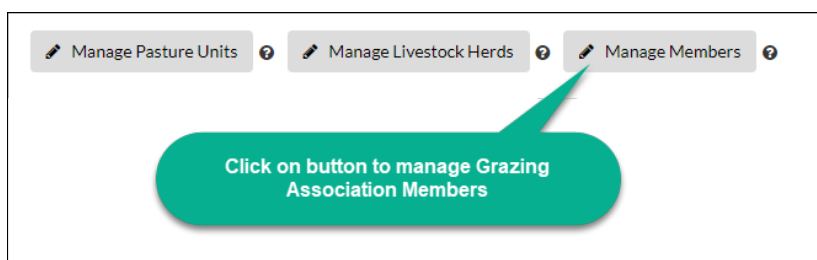 Manage Pasture Units ? Manage Livestock Herds ? Manage Members ?
Click on button to manage Grazing
Association Members